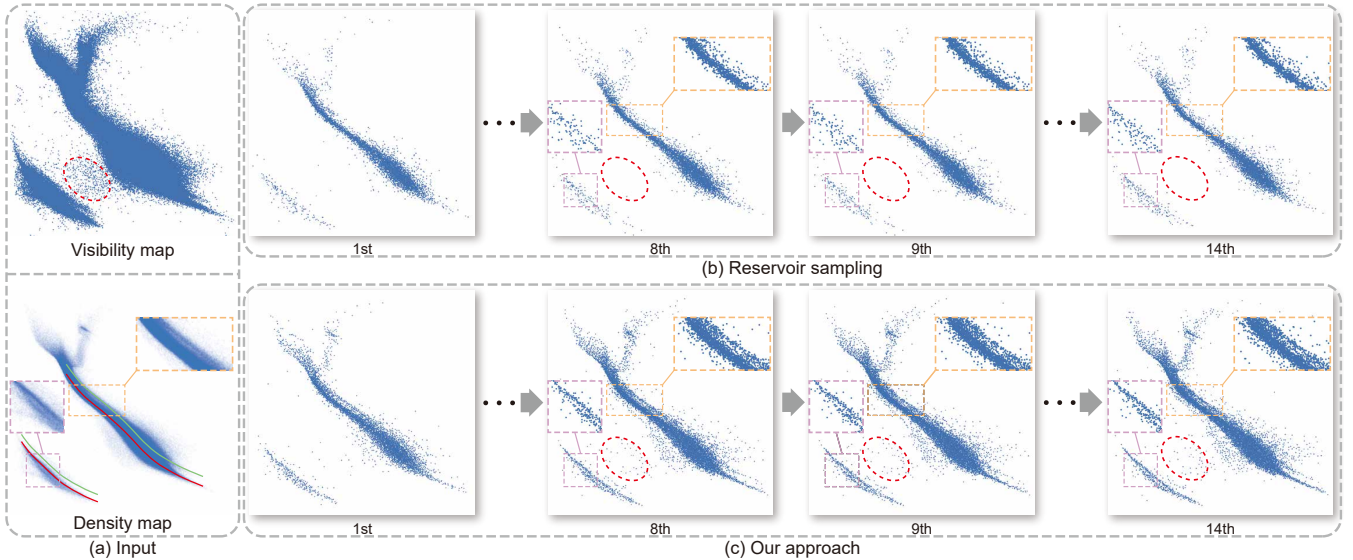 Visibility map
Density map
(a) Input
1st
8th
9th
14th
(b) Reservoir sampling
1st
8th
9th
14th
(c) Our approach